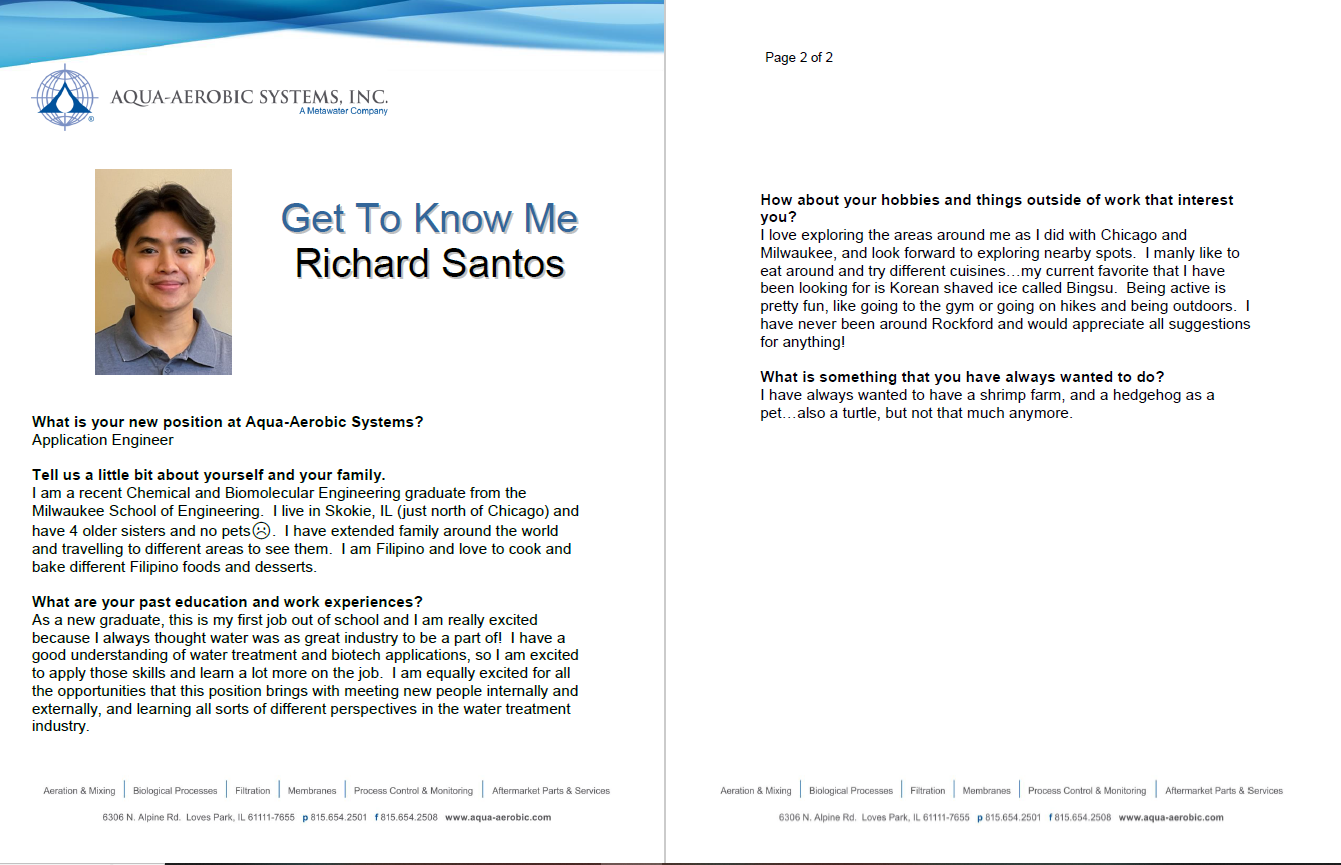 AQUA-AEROBIC SYSTEMS, INC.
A Metawater Company
®
Get To Know Me
Richard Santos
What is your new position at Aqua-Aerobic Systems?
Application Engineer
Tell us a little bit about yourself and your family.
I am a recent Chemical and Biomolecular Engineering graduate from the
Milwaukee School of Engineering.  I live in Skokie, IL (just north of Chicago) and
have 4 older sisters and no pets☹.  I have extended family around the world
and travelling to different areas to see them.  I am Filipino and love to cook and
bake different Filipino foods and desserts.
What are your past education and work experiences?
As a new graduate, this is my first job out of school and I am really excited
because I always thought water was as great industry to be a part of!  I have a
good understanding of water treatment and biotech applications, so I am excited
to apply those skills and learn a lot more on the job.  I am equally excited for all
the opportunities that this position brings with meeting new people internally and
externally, and learning all sorts of different perspectives in the water treatment
industry.
Aeration & Mixing | Biological Processes | Filtration | Membranes | Process Control & Monitoring | Aftermarket Parts & Services
6306 N. Alpine Rd.  Loves Park, IL 61111-7655  p 815.654.2501  f 815.654.2508  www.aqua-aerobic.com
Page 2 of 2
How about your hobbies and things outside of work that interest
you?
I love exploring the areas around me as I did with Chicago and
Milwaukee, and look forward to exploring nearby spots.  I manly like to
eat around and try different cuisines…my current favorite that I have
been looking for is Korean shaved ice called Bingsu.  Being active is
pretty fun, like going to the gym or going on hikes and being outdoors.  I
have never been around Rockford and would appreciate all suggestions
for anything!
What is something that you have always wanted to do?
I have always wanted to have a shrimp farm, and a hedgehog as a
pet…also a turtle, but not that much anymore.
Aeration & Mixing | Biological Processes | Filtration | Membranes | Process Control & Monitoring | Aftermarket Parts & Services
6306 N. Alpine Rd.  Loves Park, IL 61111-7655  p 815.654.2501  f 815.654.2508  www.aqua-aerobic.com